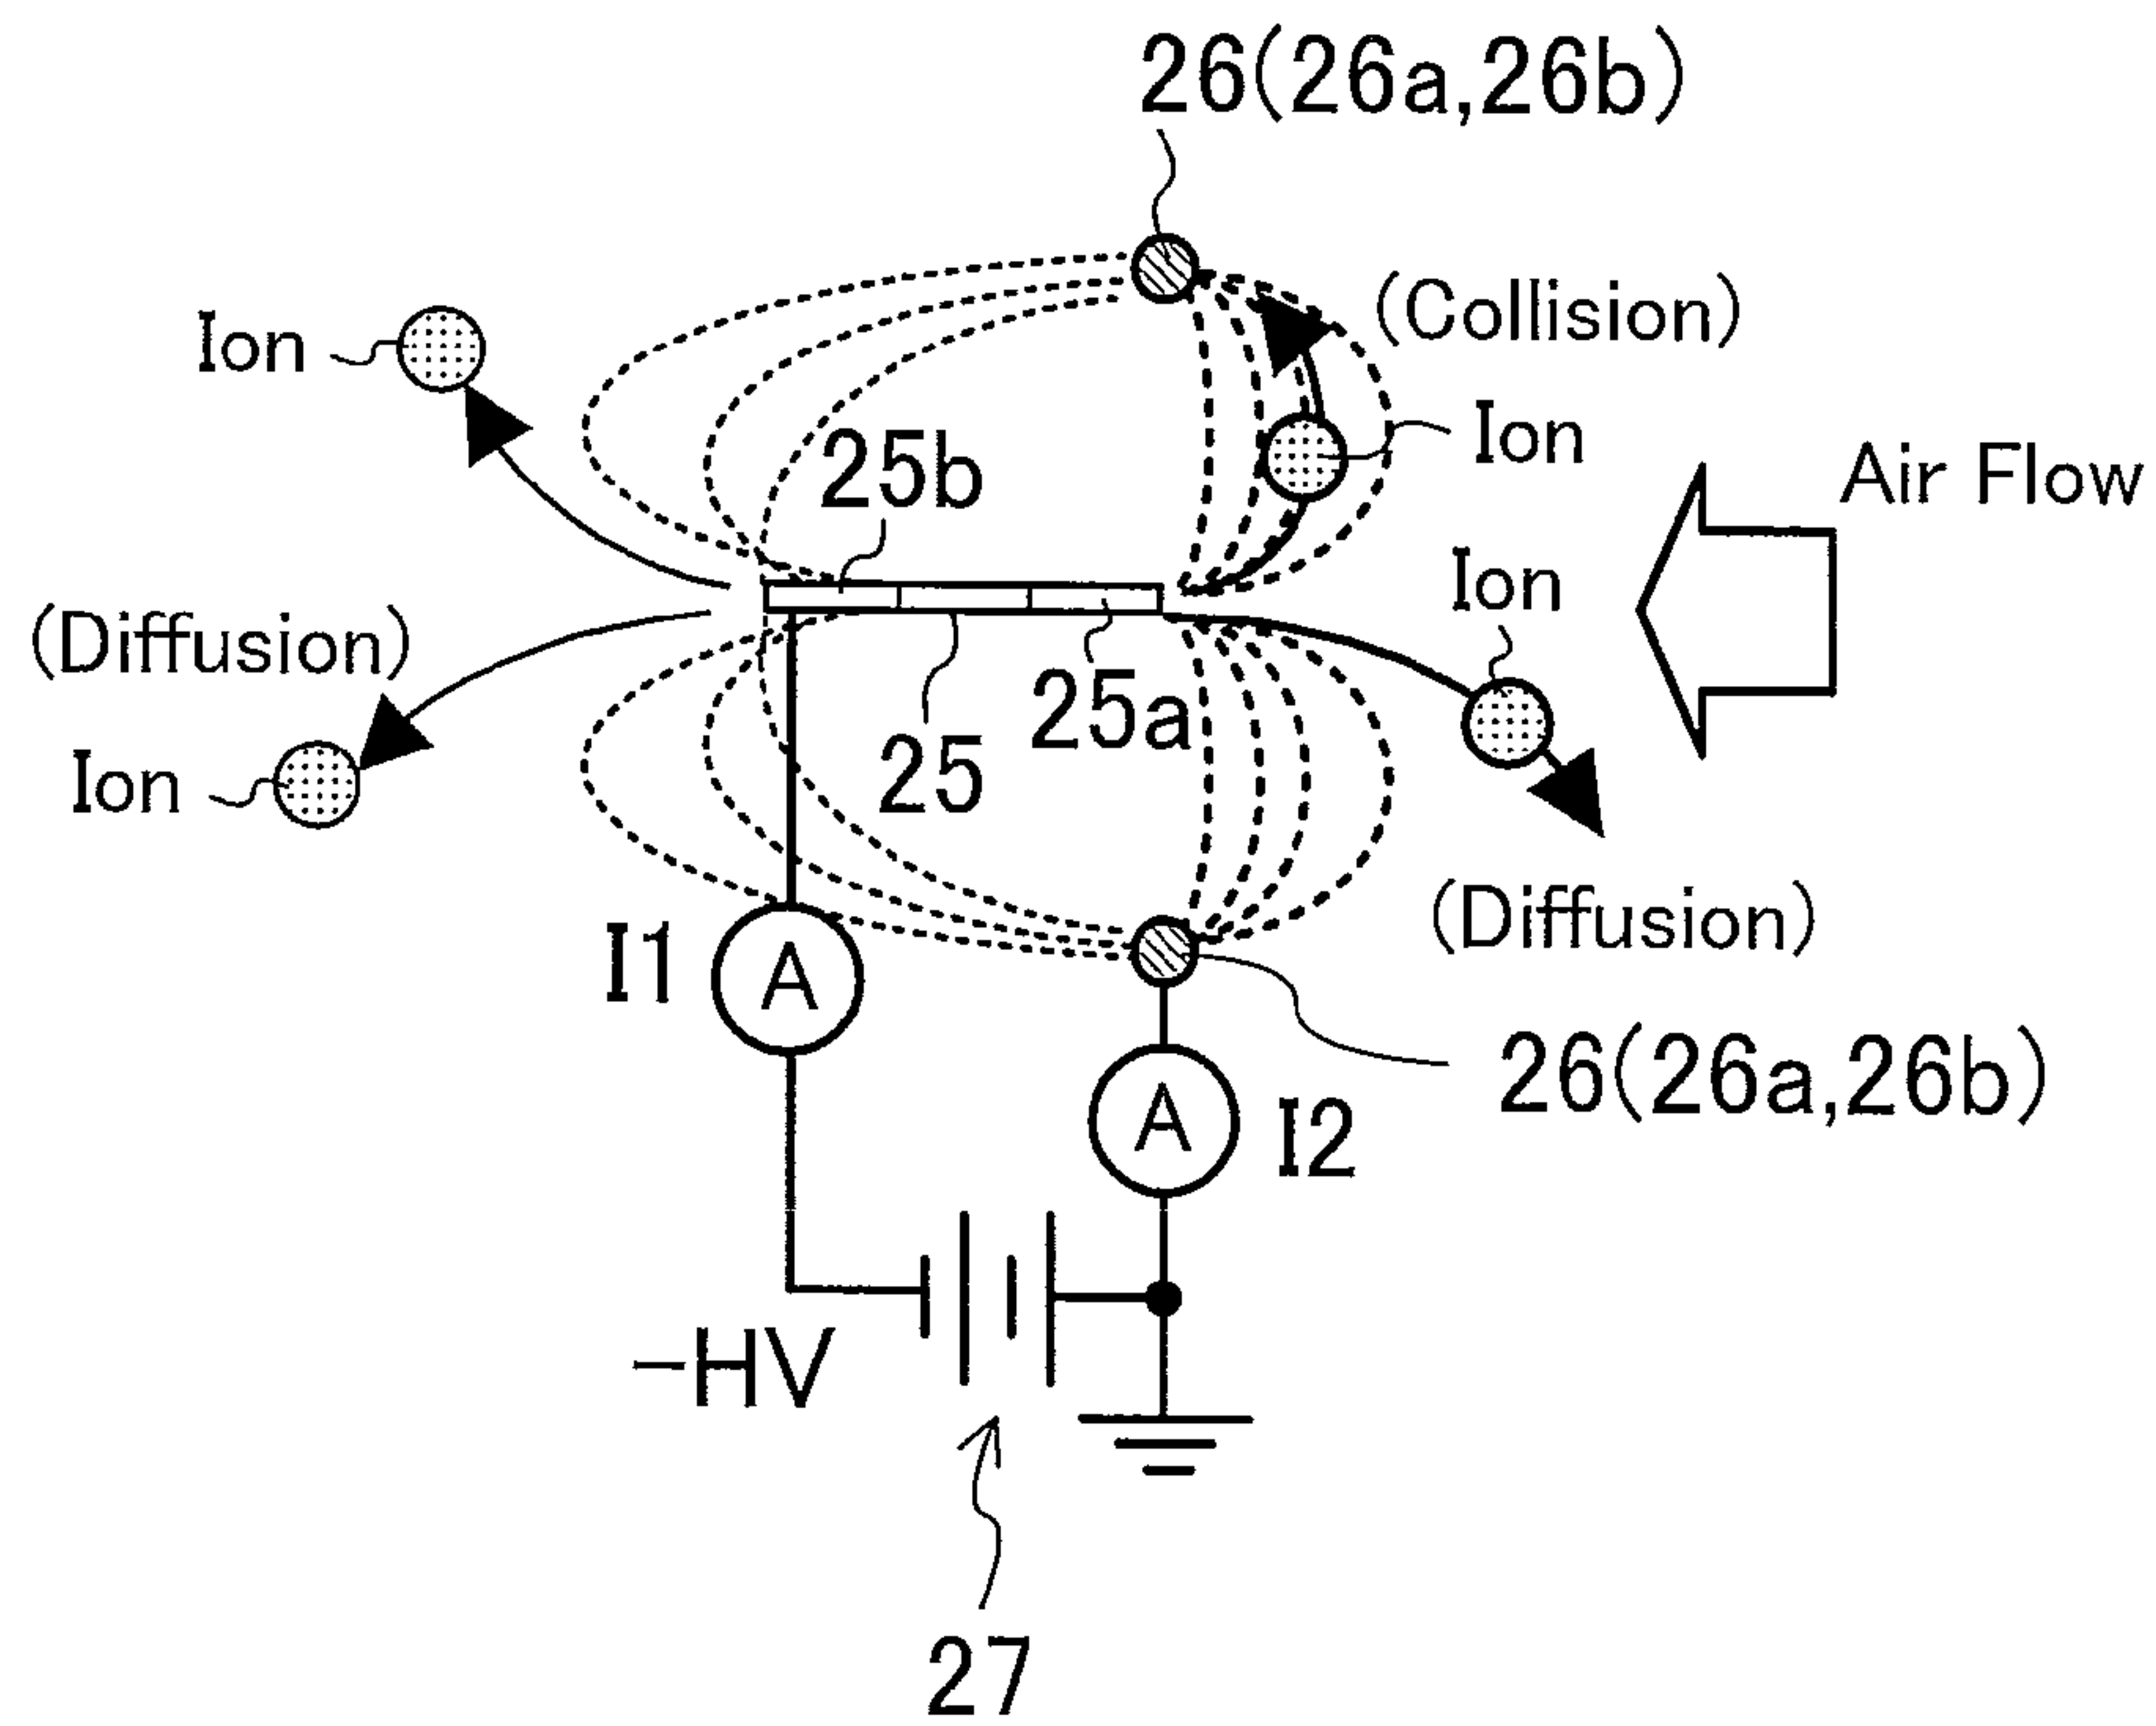 26(26a,26b)
(Collision)
Ion
Ion
Air Flow
25b
Ion
(Diffusion)
25a
25
Ion
(Diffusion)
I1
A
26(26a,26b)
A
I2
−HV
27